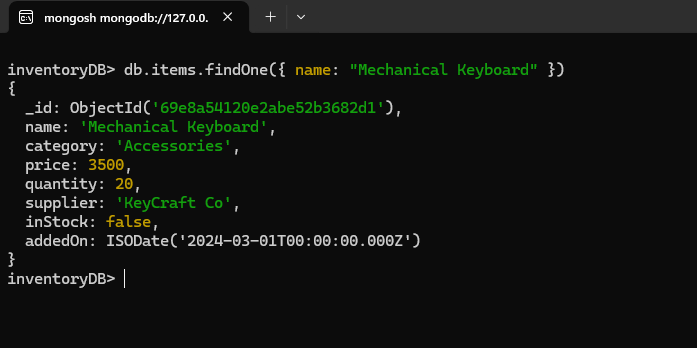 mongosh mongodb://127.0.0.
inventoryDB> db.items.findOne({ name: "Mechanical Keyboard" })
{
  _id: ObjectId('69e8a54120e2abe52b3682d1'),
  name: 'Mechanical Keyboard',
  category: 'Accessories',
  price: 3500,
  quantity: 20,
  supplier: 'KeyCraft Co',
  inStock: false,
  addedOn: ISODate('2024-03-01T00:00:00.000Z')
}
inventoryDB>